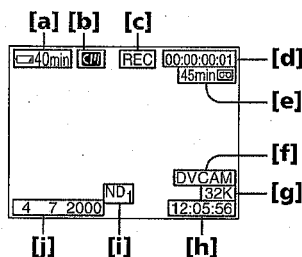 [a] [b] [c]
40min REC 00:00:00:01 [d]
45min [e]
[f]
DVCAM
ND1 32K [g]
4 7 2000 12:05:56
[j] [i] [h]